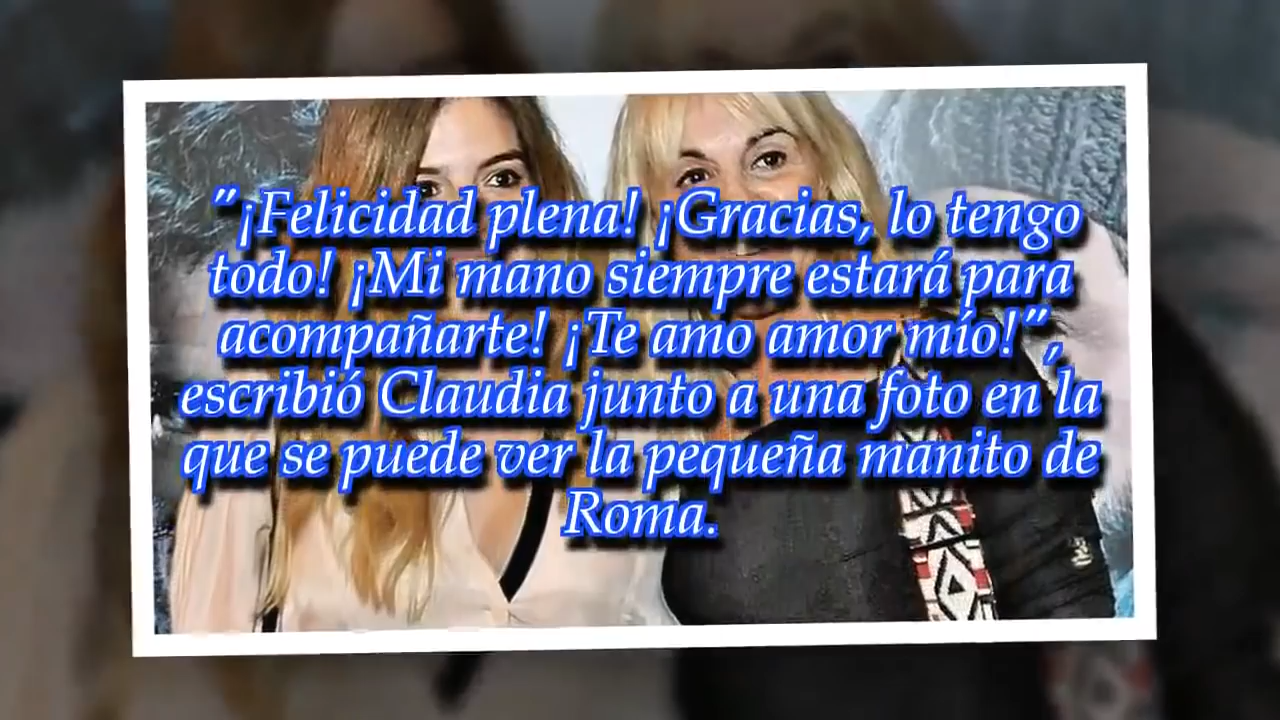 "¡Felicidad plena! ¡Gracias, lo tengo
todo! ¡Mi mano siempre estará para
acompañarte! ¡Te amo amor mío!”,
escribió Claudia junto a una foto en la
que se puede ver la pequeña manito de
Roma.